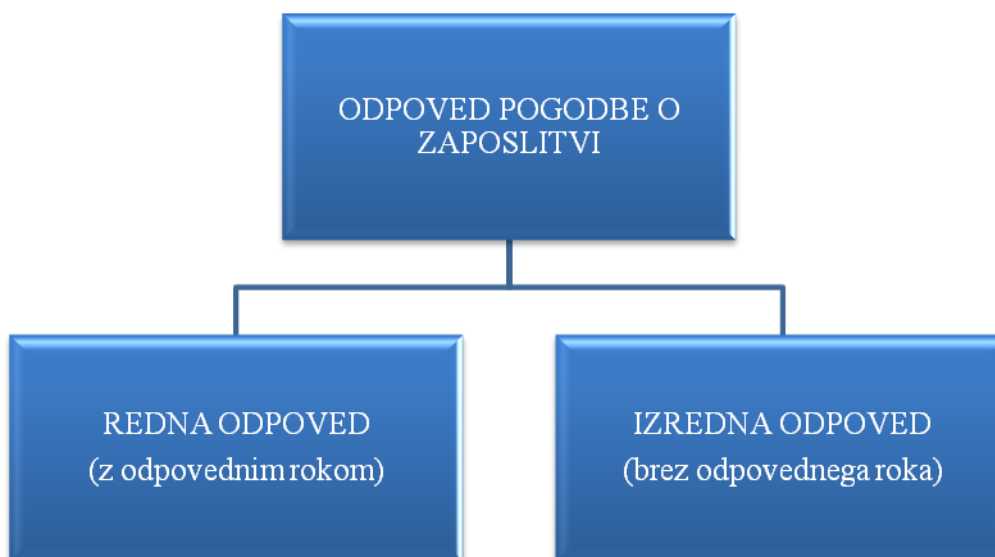 ODPOVED POGODBE O
ZAPOSLITVI
REDNA ODPOVED
(z odpovednim rokom)
IZREDNA ODPOVED
(brez odpovednega roka)